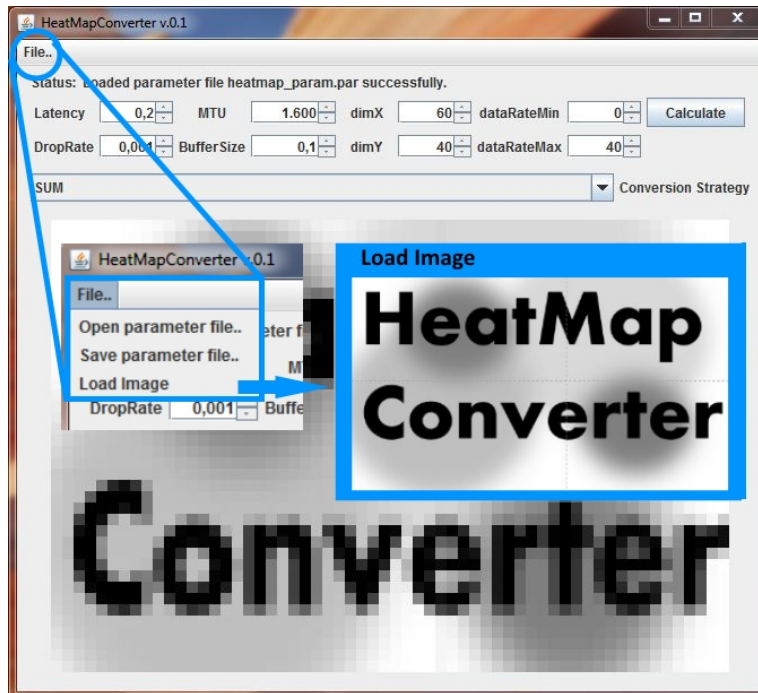 HeatMapConverter v.0.1
File..
Status: Loaded parameter file heatmap_param.par successfully.
Latency 0,2 MTU 1.600 dimX 60 dataRateMin 0 Calculate
DropRate 0,001 BufferSize 0,1 dimY 40 dataRateMax 40
SUM Conversion Strategy
HeatMapConverter v.0.1
File..
Open parameter file..
Save parameter file..
Load Image
DropRate 0,001 Buffe
Load Image
HeatMap
Converter
Converter